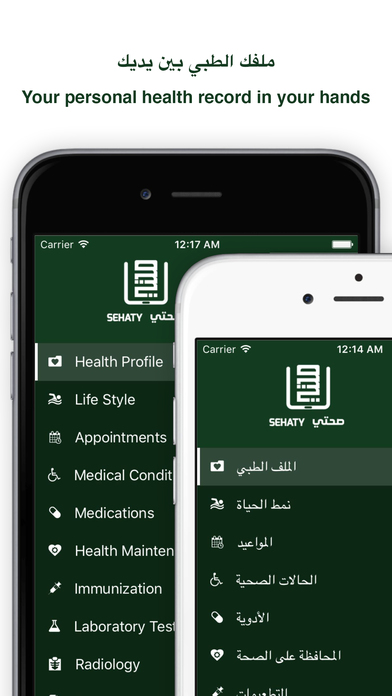 ملفك الطبي بين يديك
Your personal health record in your hands
Carrier 12:17 AM
SEHATY صحتي
Health Profile
Life Style
Appointments
Medical Condit
Medications
Health Mainten
Immunization
Laboratory Test
Radiology
Carrier 12:14 AM
SEHATY صحتي
الملف الطبي
نمط الحياة
المواعيد
الحالات الصحية
الأدوية
المحافظة على الصحة
التطعيمات